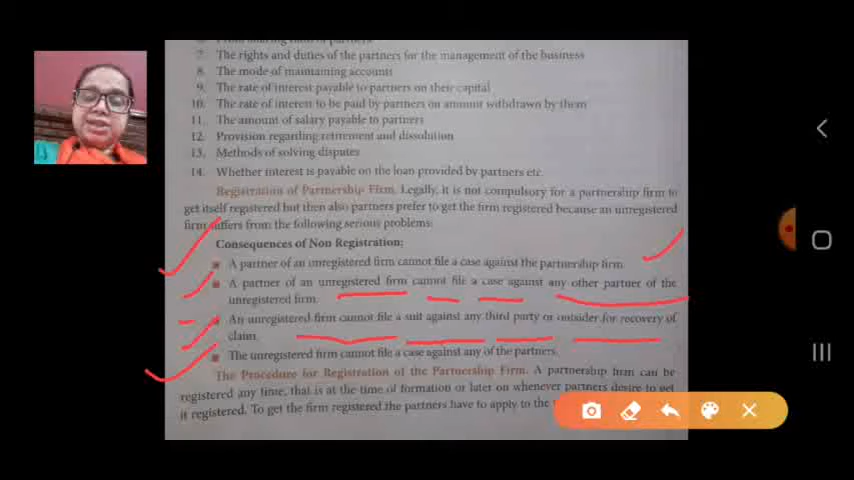 7. The rights and duties of the partners for the management of the business
8. The mode of maintaining accounts
9. The rate of interest payable to partners on their capital
10. The rate of interest to be paid by partners on amount withdrawn by them
11. The amount of salary payable to partners
12. Provision regarding retirement and dissolution
13. Methods of solving disputes
14. Whether interest is payable on the loan provided by partners etc.
Registration of Partnership Firm. Legally, it is not compulsory for a partnership firm to
get itself registered but then also partners prefer to get the firm registered because an unregistered
firm suffers from the following serious problems:
Consequences of Non Registration:
■ A partner of an unregistered firm cannot file a case against the partnership firm.
■ A partner of an unregistered firm cannot file a case against any other partner of the
unregistered firm.
■ An unregistered firm cannot file a suit against any third party or outsider for recovery of
claim.
■ The unregistered firm cannot file a case against any of the partners.
The Procedure for Registration of the Partnership Firm. A partnership firm can be
registered any time, that is at the time of formation or later on whenever partners desire to get
it registered. To get the firm registered the partners have to apply to the